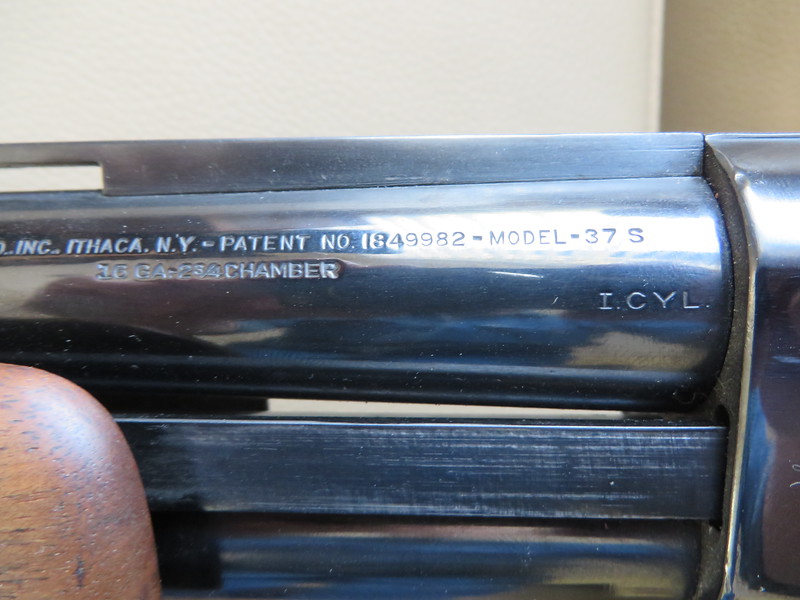 O., INC., ITHACA, N.Y. - PATENT NO. 1849982 - MODEL - 37 S
16 GA-2¾ CHAMBER
I. CYL.